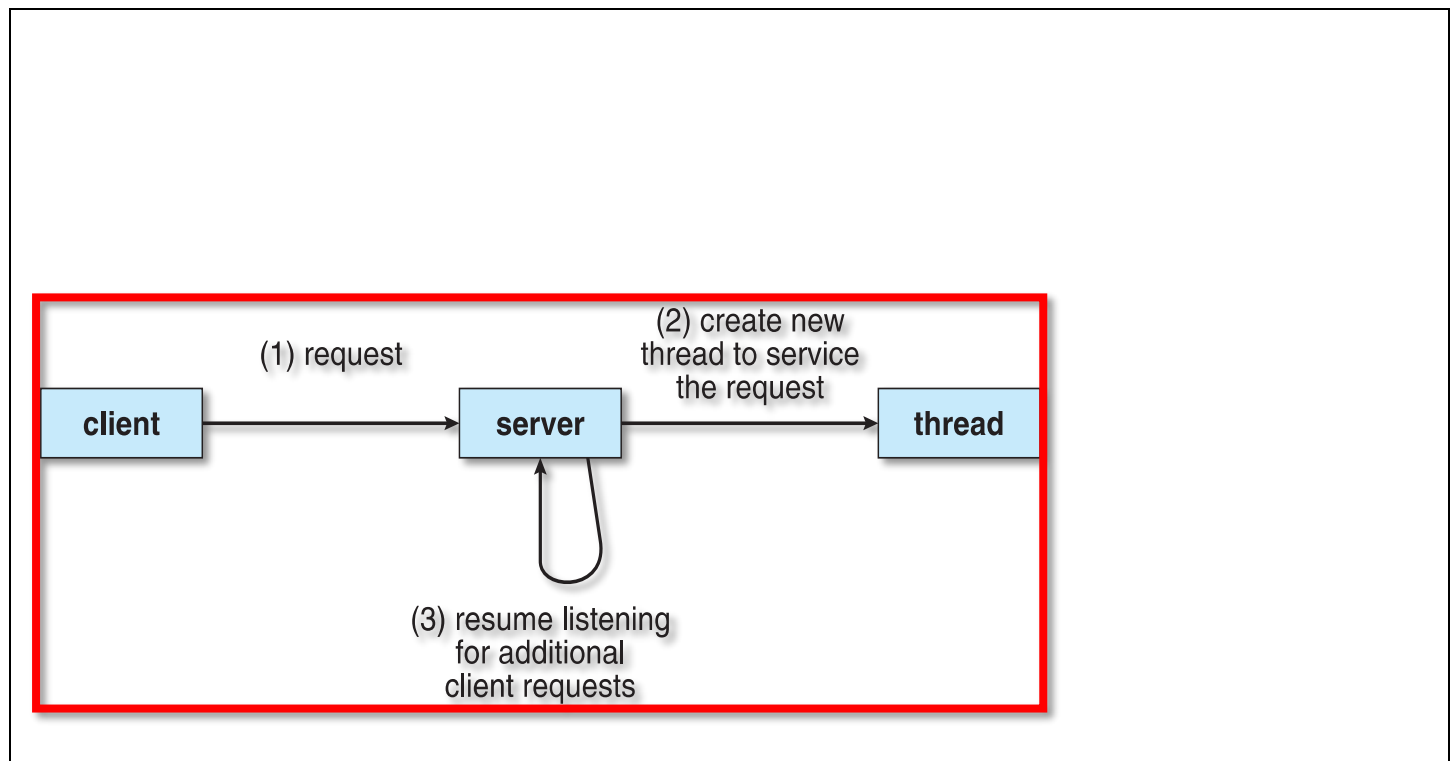 (1) request
(2) create new
thread to service
the request
client
server
thread
(3) resume listening
for additional
client requests